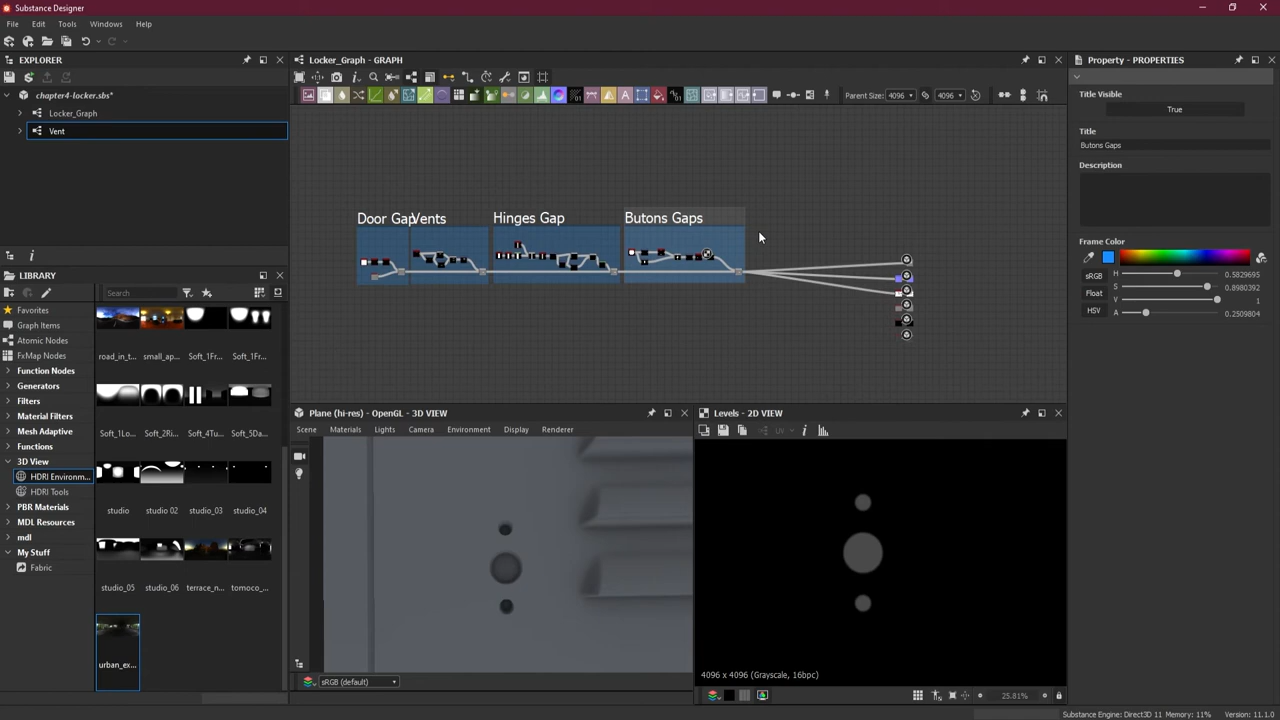 Substance Designer
File Edit Tools Windows Help
EXPLORER
chapter4-locker.sbs*
Locker_Graph
Vent
LIBRARY
Search
Favorites
Graph Items
Atomic Nodes
FxMap Nodes
Function Nodes
Generators
Filters
Material Filters
Mesh Adaptive
Functions
3D View
HDRI Environm...
HDRI Tools
PBR Materials
MDL Resources
mdl
My Stuff
Fabric
road_in_t... small_ap... Soft_1Fr... Soft_1Fr...
Soft_1Lo... Soft_2Ri... Soft_4Tu... Soft_5Da...
studio studio 02 studio_03 studio_04
studio_05 studio_06 terrace_n... tomoco_...
urban_ex...
Locker_Graph - GRAPH
Parent Size: 4096 4096
Door Gap Vents Hinges Gap Butons Gaps
Plane (hi-res) - OpenGL - 3D VIEW
Scene Materials Lights Camera Environment Display Renderer
sRGB (default)
Levels - 2D VIEW
UV
4096 x 4096 (Grayscale, 16bpc)
25.81%
Property - PROPERTIES
Title Visible
True
Title
Butons Gaps
Description
Frame Color
sRGB H 0.5829695
Float S 0.8980392
V 1
HSV A 0.2509804
Substance Engine: Direct3D 11 Memory: 11% Version: 11.1.0